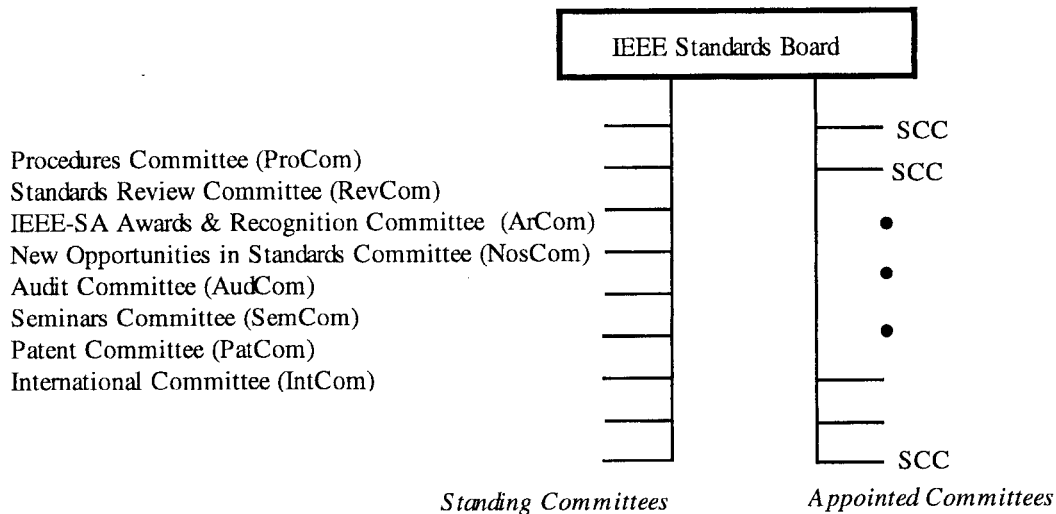 IEEE Standards Board
SCC
Procedures Committee (ProCom)
SCC
Standards Review Committee (RevCom)
IEEE-SA Awards & Recognition Committee (ArCom)
New Opportunities in Standards Committee (NosCom)
Audit Committee (AudCom)
Seminars Committee (SemCom)
Patent Committee (PatCom)
International Committee (IntCom)
SCC
Standing Committees
Appointed Committees